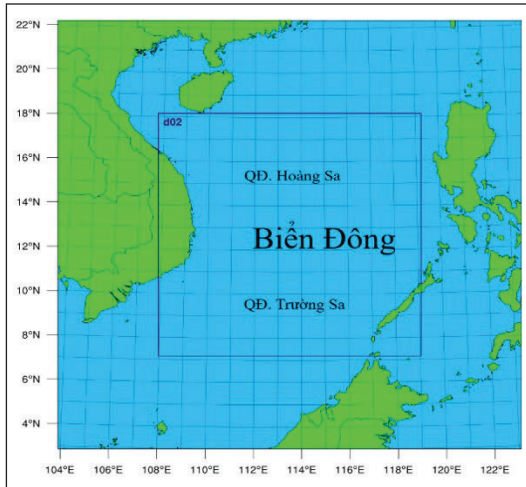 22°N
20°N
18°N
d02
16°N
QĐ. Hoàng Sa
14°N
Biển Đông
12°N
10°N
QĐ. Trường Sa
8°N
6°N
4°N
104°E 106°E 108°E 110°E 112°E 114°E 116°E 118°E 120°E 122°E